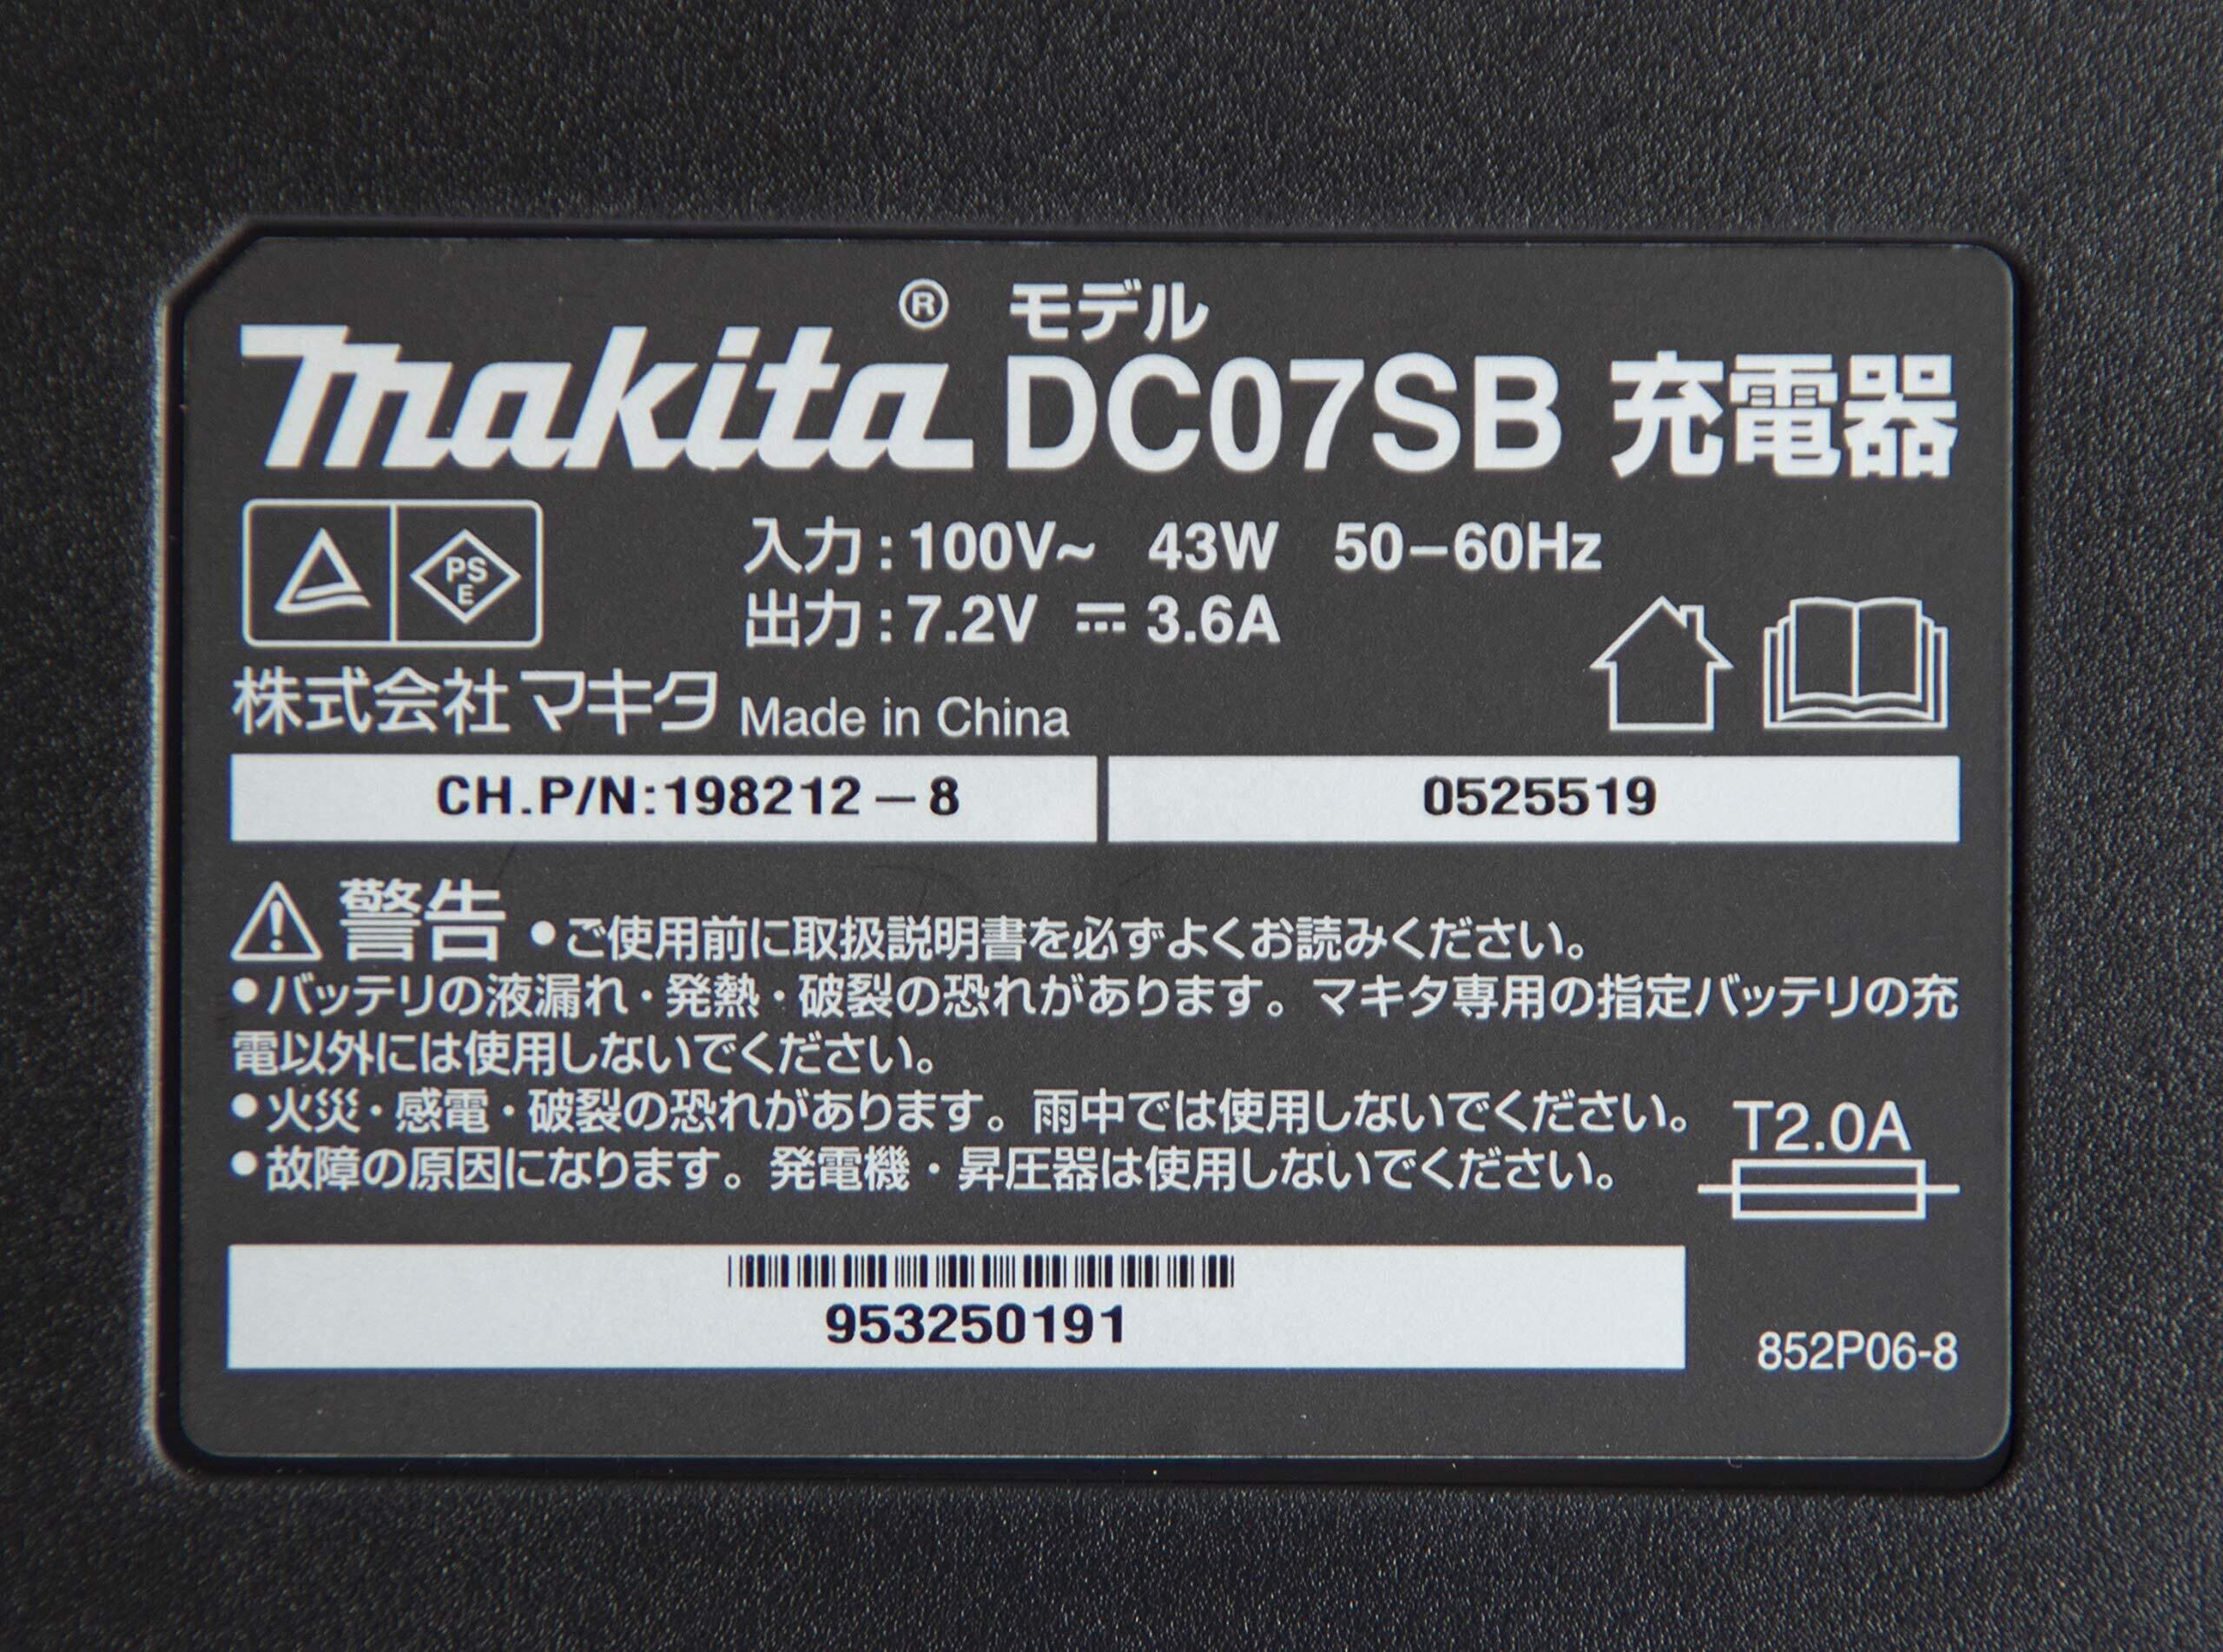 makita® モデル DC07SB 充電器
PS E
入力:100V~ 43W 50-60Hz
出力:7.2V ⎓ 3.6A
株式会社マキタ Made in China
CH.P/N:198212-8 0525519
⚠警告 ●ご使用前に取扱説明書を必ずよくお読みください。
●バッテリの液漏れ・発熱・破裂の恐れがあります。マキタ専用の指定バッテリの充
電以外には使用しないでください。
●火災・感電・破裂の恐れがあります。雨中では使用しないでください。
●故障の原因になります。発電機・昇圧器は使用しないでください。
T2.0A
953250191
852P06-8